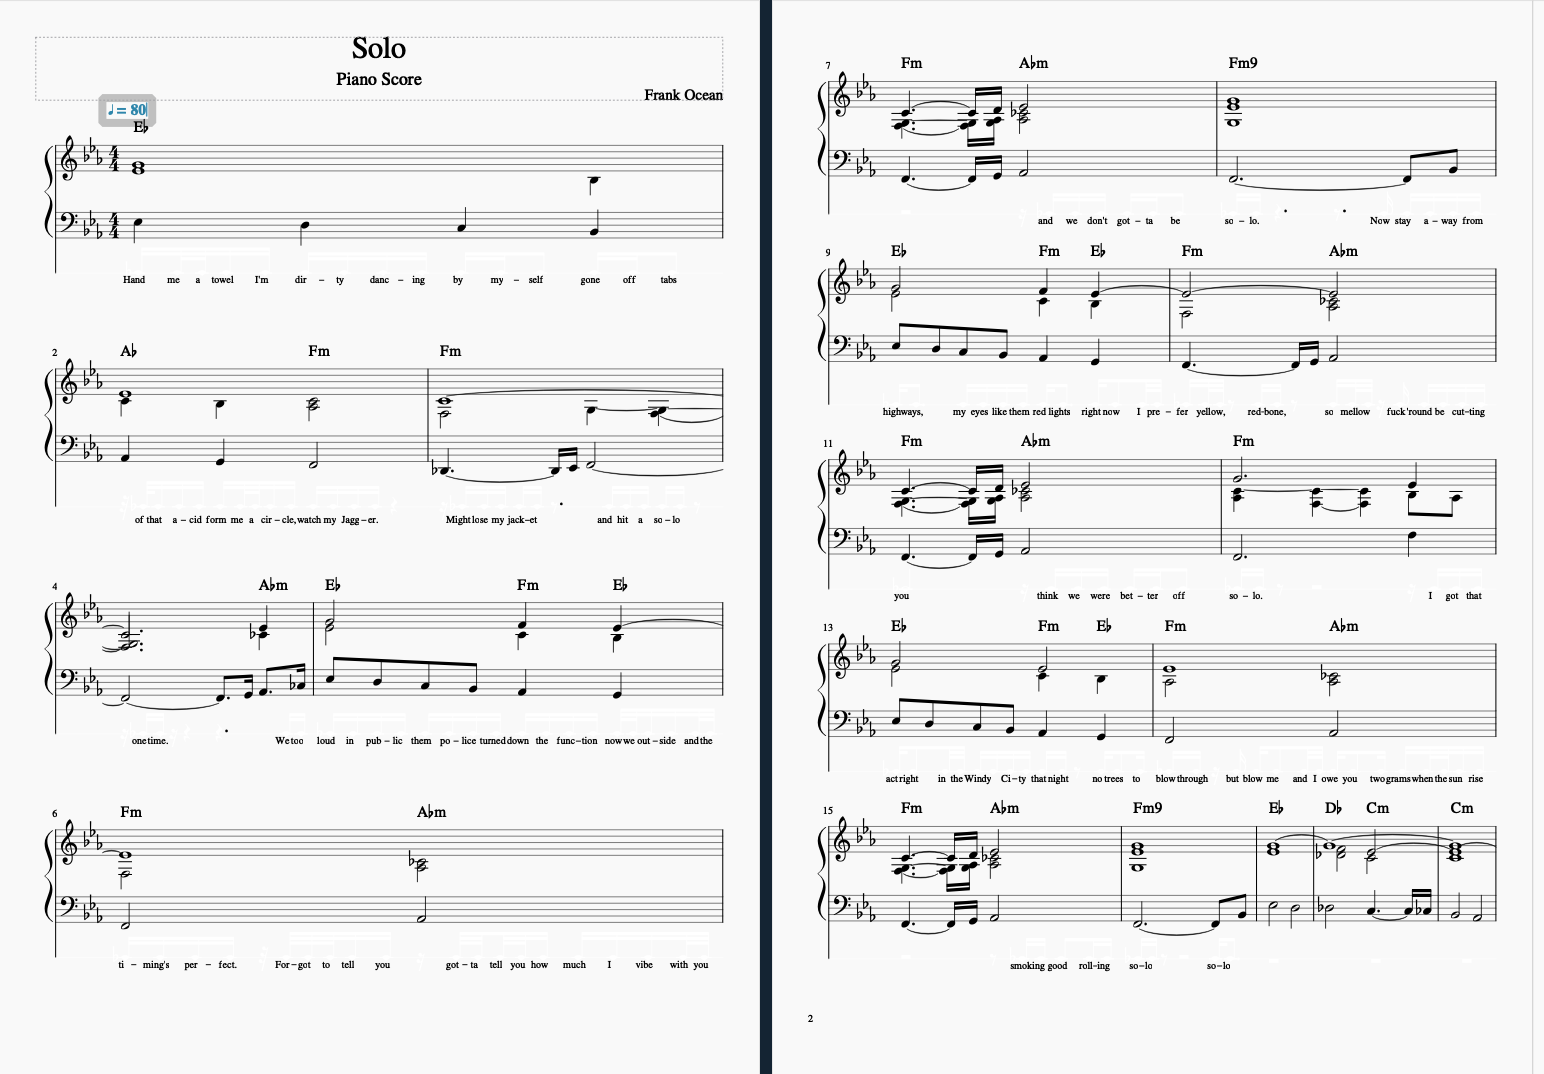 Solo
Piano Score
Frank Ocean
♩ = 80
E♭
Hand me a towel I'm dir – ty danc – ing by my – self gone off tabs
2
A♭ Fm Fm
of that a – cid form me a cir – cle, watch my Jagg – er. Might lose my jack – et and hit a so – lo
4
A♭m E♭ Fm E♭
one time. We too loud in pub – lic them po – lice turned down the func – tion now we out – side and the
6
Fm A♭m
ti – ming's per – fect. For – got to tell you got – ta tell you how much I vibe with you
7
Fm A♭m Fm9
and we don't got – ta be so – lo. Now stay a – way from
9
E♭ Fm E♭ Fm A♭m
highways, my eyes like them red lights right now I pre – fer yellow, red-bone, so mellow fuck 'round be cut – ting
11
Fm A♭m Fm
you think we were bet – ter off so – lo. I got that
13
E♭ Fm E♭ Fm A♭m
act right in the Windy Ci – ty that night no trees to blow through but blow me and I owe you two grams when the sun rise
15
Fm A♭m Fm9 E♭ D♭ Cm Cm
smoking good roll – ing so – lo so – lo
2